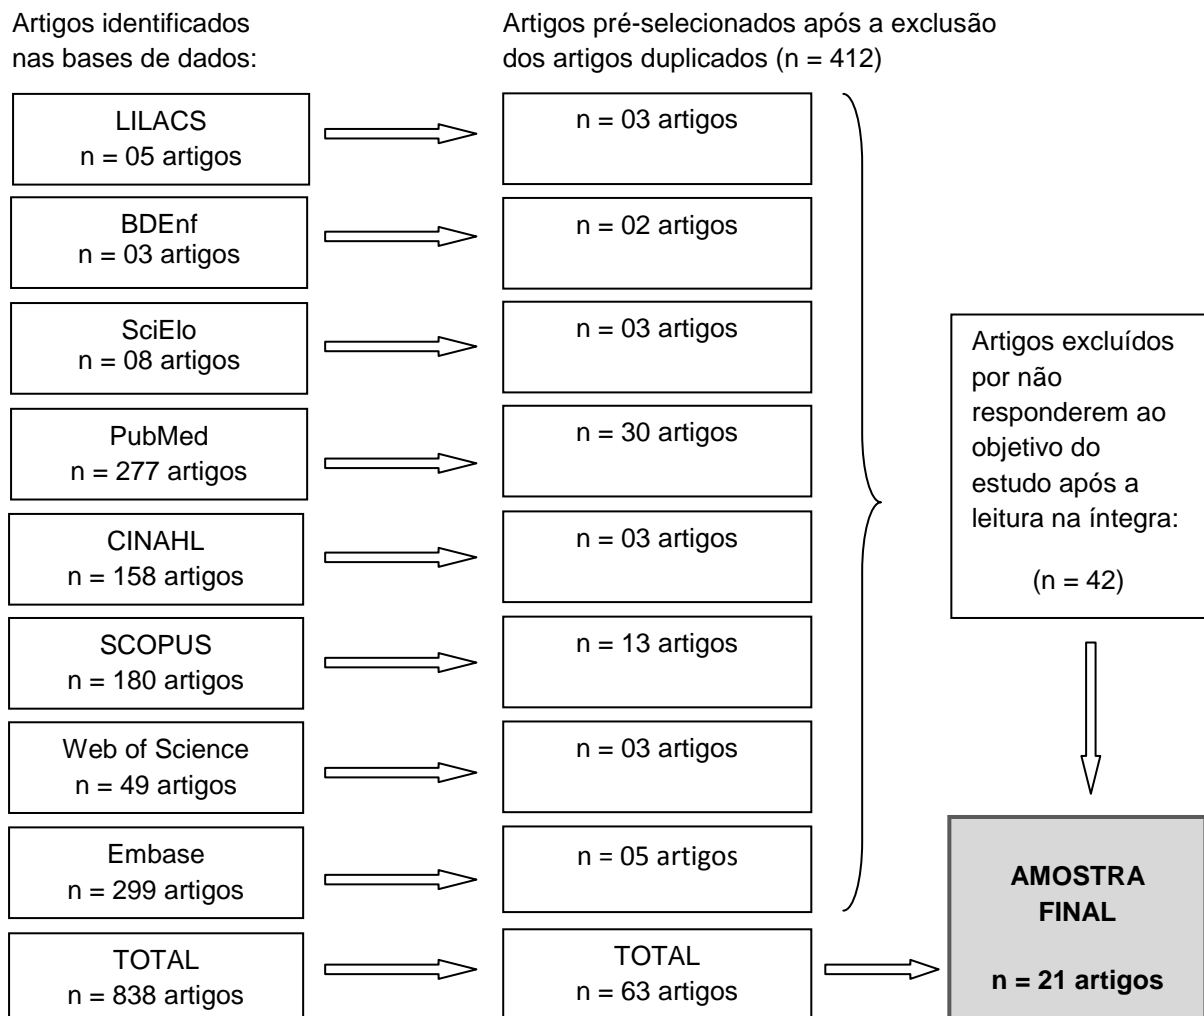 Artigos identificados
nas bases de dados:
Artigos pré-selecionados após a exclusão
dos artigos duplicados (n = 412)
LILACS
n = 05 artigos
n = 03 artigos
BDEnf
n = 03 artigos
n = 02 artigos
SciElo
n = 08 artigos
n = 03 artigos
PubMed
n = 277 artigos
n = 30 artigos
CINAHL
n = 158 artigos
n = 03 artigos
SCOPUS
n = 180 artigos
n = 13 artigos
Web of Science
n = 49 artigos
n = 03 artigos
Embase
n = 299 artigos
n = 05 artigos
TOTAL
n = 838 artigos
TOTAL
n = 63 artigos
Artigos excluídos
por não
responderem ao
objetivo do
estudo após a
leitura na íntegra:
(n = 42)
AMOSTRA
FINAL
n = 21 artigos